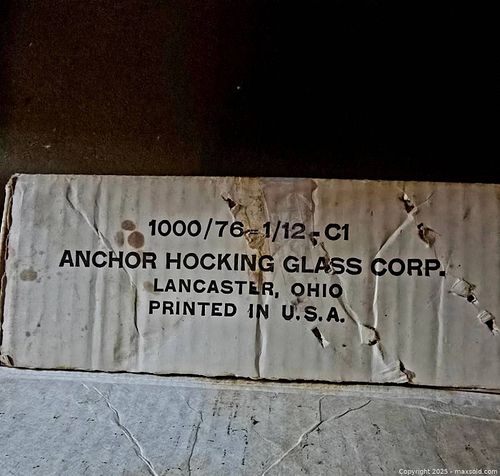 1000/76-1/12-C1
ANCHOR HOCKING GLASS CORP.
LANCASTER, OHIO
PRINTED IN U.S.A.
Copyright 2025 - maxsold.com